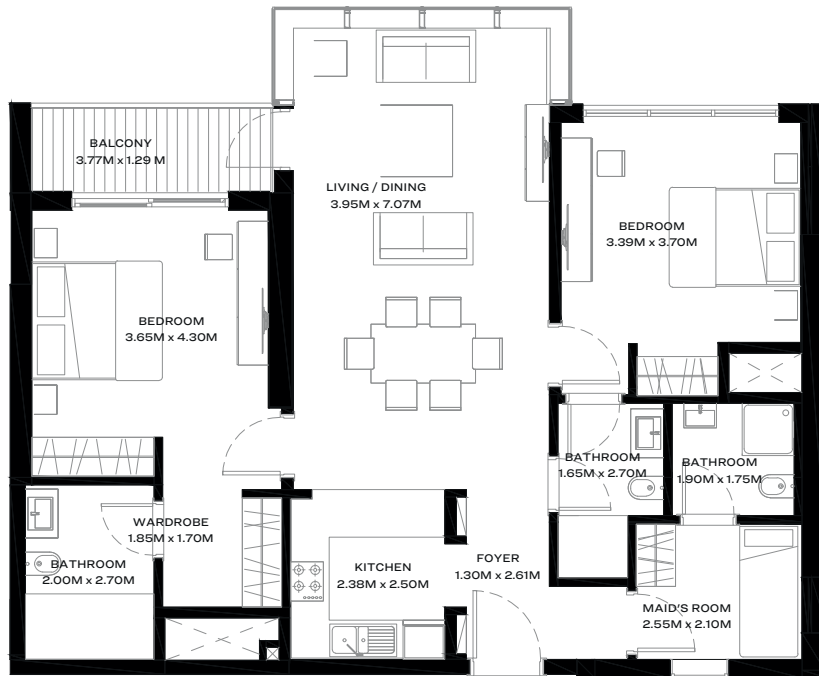 BALCONY
3.77M x 1.29 M
LIVING / DINING
3.95M x 7.07M
BEDROOM
3.39M x 3.70M
BEDROOM
3.65M x 4.30M
BATHROOM
1.65M x 2.70M
BATHROOM
1.90M x 1.75M
WARDROBE
1.85M x 1.70M
BATHROOM
2.00M x 2.70M
KITCHEN
2.38M x 2.50M
FOYER
1.30M x 2.61M
MAID'S ROOM
2.55M x 2.10M